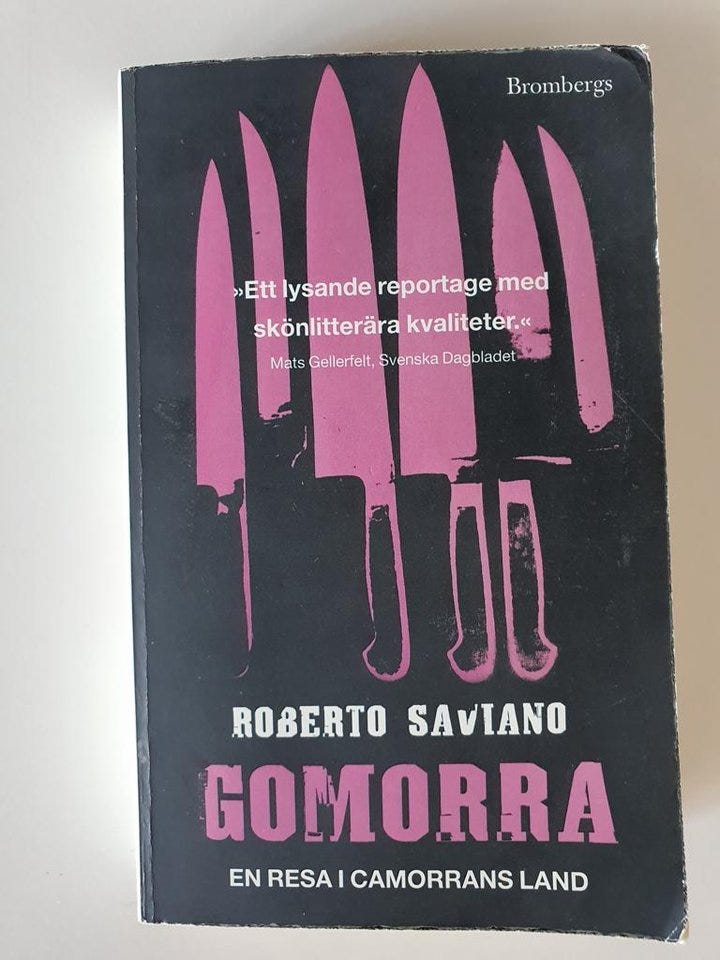 Brombergs
»Ett lysande reportage med
skönlitterära kvaliteter.«
Mats Gellerfelt, Svenska Dagbladet
ROBERTO SAVIANO
GOMORRA
EN RESA I CAMORRANS LAND